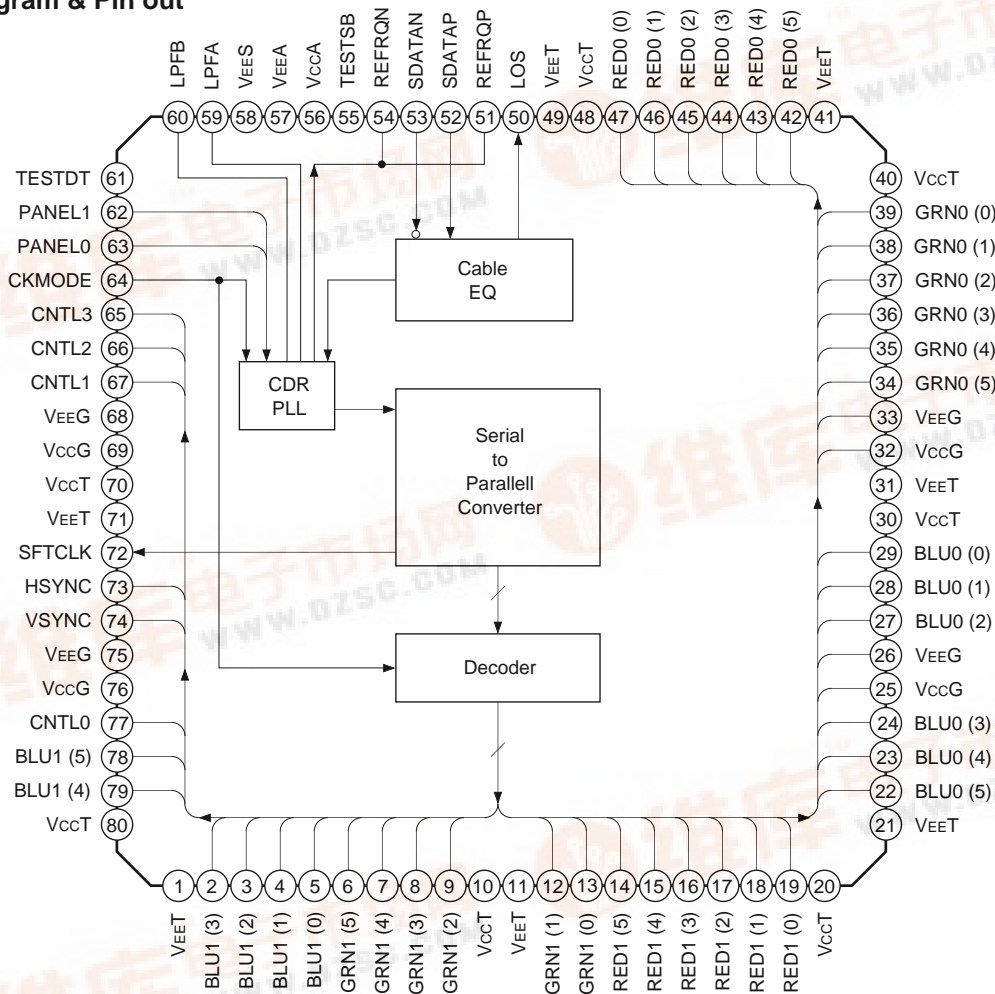 gram & Pin out
LPFB
LPFA
VEES
VEEA
VCCA
TESTSB
REFRQN
SDATAN
SDATAP
REFRQP
LOS
VEET
VCCT
RED0 (0)
RED0 (1)
RED0 (2)
RED0 (3)
RED0 (4)
RED0 (5)
VEET
60 59 58 57 56 55 54 53 52 51 50 49 48 47 46 45 44 43 42 41
TESTDT 61
PANEL1 62
PANEL0 63
CKMODE 64
CNTL3 65
CNTL2 66
CNTL1 67
VEEG 68
VCCG 69
VCCT 70
VEET 71
SFTCLK 72
HSYNC 73
VSYNC 74
VEEG 75
VCCG 76
CNTL0 77
BLU1 (5) 78
BLU1 (4) 79
VCCT 80
Cable
EQ
CDR
PLL
Serial
to
Parallell
Converter
Decoder
40 VCCT
39 GRN0 (0)
38 GRN0 (1)
37 GRN0 (2)
36 GRN0 (3)
35 GRN0 (4)
34 GRN0 (5)
33 VEEG
32 VCCG
31 VEET
30 VCCT
29 BLU0 (0)
28 BLU0 (1)
27 BLU0 (2)
26 VEEG
25 VCCG
24 BLU0 (3)
23 BLU0 (4)
22 BLU0 (5)
21 VEET
1 2 3 4 5 6 7 8 9 10 11 12 13 14 15 16 17 18 19 20
VEET
BLU1 (3)
BLU1 (2)
BLU1 (1)
BLU1 (0)
GRN1 (5)
GRN1 (4)
GRN1 (3)
GRN1 (2)
VCCT
VEET
GRN1 (1)
GRN1 (0)
RED1 (5)
RED1 (4)
RED1 (3)
RED1 (2)
RED1 (1)
RED1 (0)
VCCT
维库电子市场网
WWW.DZSC.COM